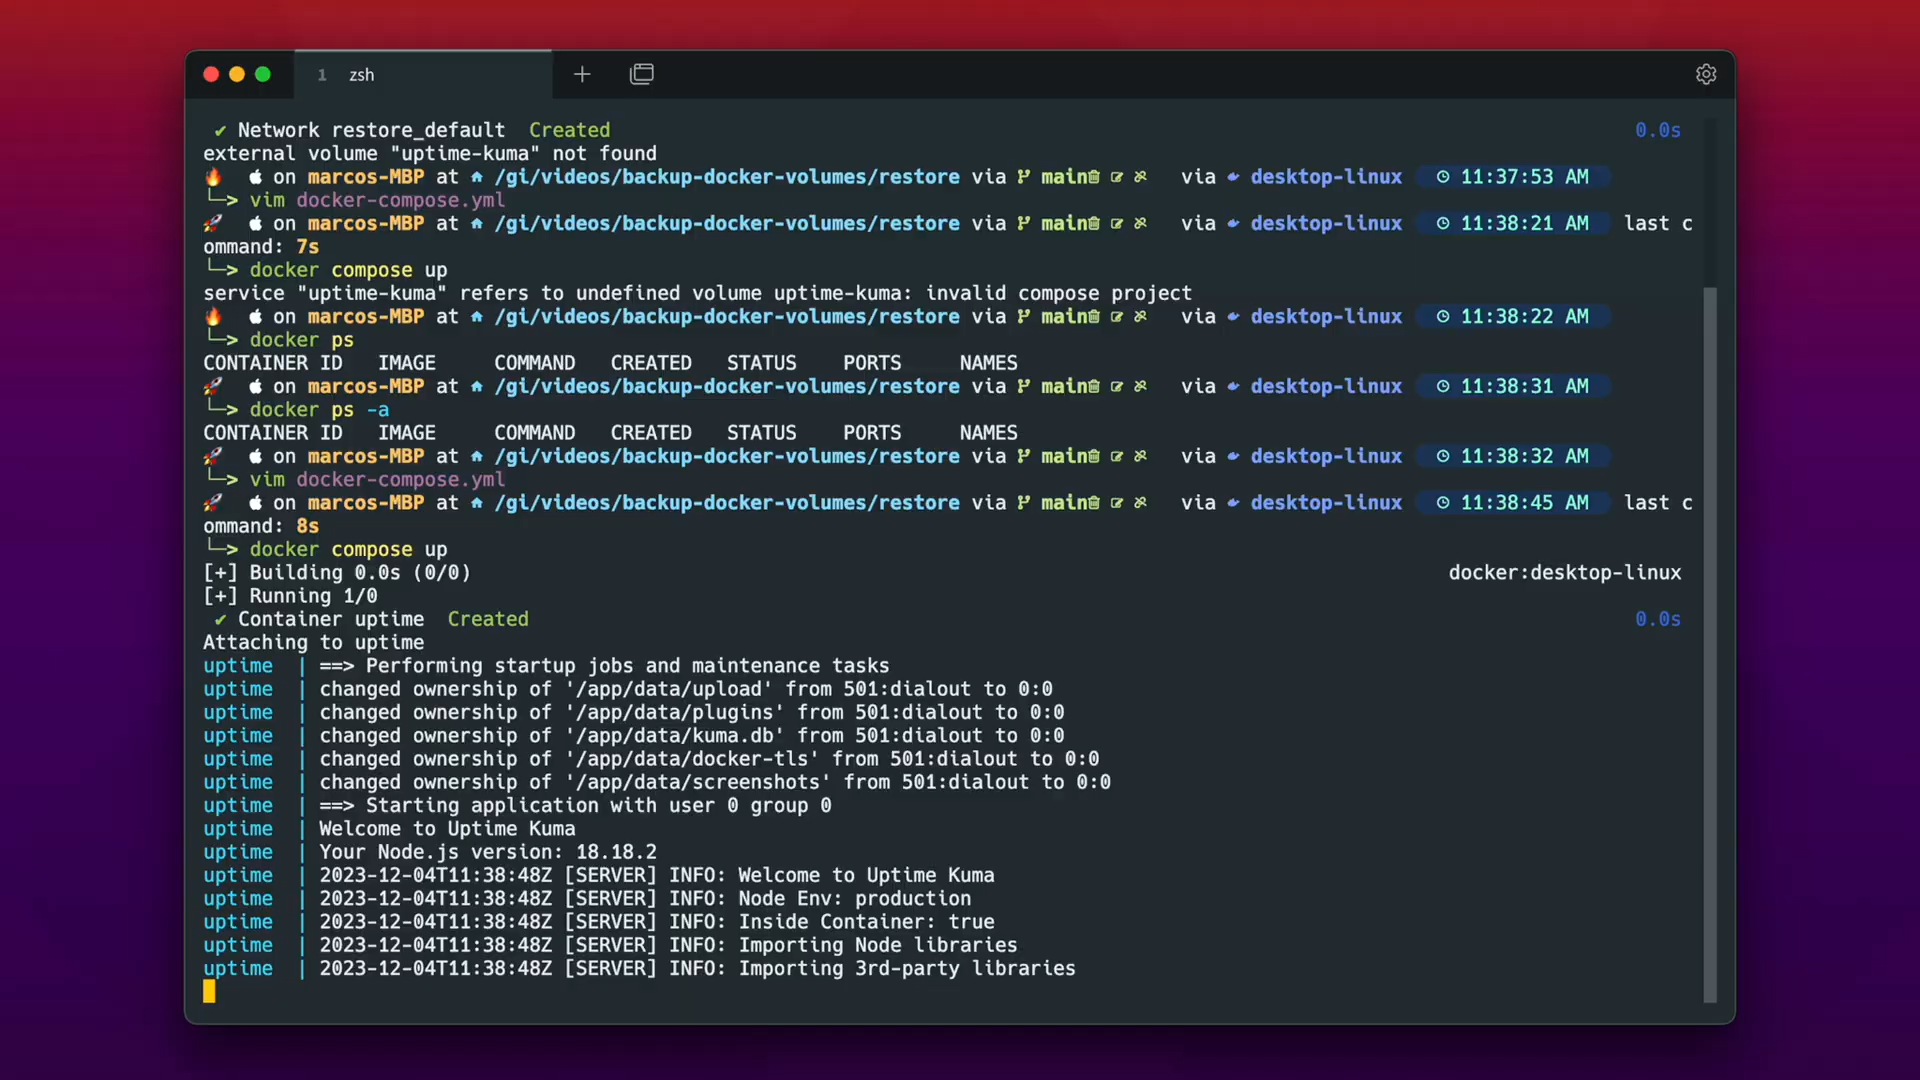 1 zsh
✔ Network restore_default Created 0.0s
external volume "uptime-kuma" not found
on marcos-MBP at /gi/videos/backup-docker-volumes/restore via main via desktop-linux 11:37:53 AM
└─> vim docker-compose.yml
on marcos-MBP at /gi/videos/backup-docker-volumes/restore via main via desktop-linux 11:38:21 AM last c
ommand: 7s
└─> docker compose up
service "uptime-kuma" refers to undefined volume uptime-kuma: invalid compose project
on marcos-MBP at /gi/videos/backup-docker-volumes/restore via main via desktop-linux 11:38:22 AM
└─> docker ps
CONTAINER ID IMAGE COMMAND CREATED STATUS PORTS NAMES
on marcos-MBP at /gi/videos/backup-docker-volumes/restore via main via desktop-linux 11:38:31 AM
└─> docker ps -a
CONTAINER ID IMAGE COMMAND CREATED STATUS PORTS NAMES
on marcos-MBP at /gi/videos/backup-docker-volumes/restore via main via desktop-linux 11:38:32 AM
└─> vim docker-compose.yml
on marcos-MBP at /gi/videos/backup-docker-volumes/restore via main via desktop-linux 11:38:45 AM last c
ommand: 8s
└─> docker compose up
[+] Building 0.0s (0/0) docker:desktop-linux
[+] Running 1/0
✔ Container uptime Created 0.0s
Attaching to uptime
uptime | ==> Performing startup jobs and maintenance tasks
uptime | changed ownership of '/app/data/upload' from 501:dialout to 0:0
uptime | changed ownership of '/app/data/plugins' from 501:dialout to 0:0
uptime | changed ownership of '/app/data/kuma.db' from 501:dialout to 0:0
uptime | changed ownership of '/app/data/docker-tls' from 501:dialout to 0:0
uptime | changed ownership of '/app/data/screenshots' from 501:dialout to 0:0
uptime | ==> Starting application with user 0 group 0
uptime | Welcome to Uptime Kuma
uptime | Your Node.js version: 18.18.2
uptime | 2023-12-04T11:38:48Z [SERVER] INFO: Welcome to Uptime Kuma
uptime | 2023-12-04T11:38:48Z [SERVER] INFO: Node Env: production
uptime | 2023-12-04T11:38:48Z [SERVER] INFO: Inside Container: true
uptime | 2023-12-04T11:38:48Z [SERVER] INFO: Importing Node libraries
uptime | 2023-12-04T11:38:48Z [SERVER] INFO: Importing 3rd-party libraries